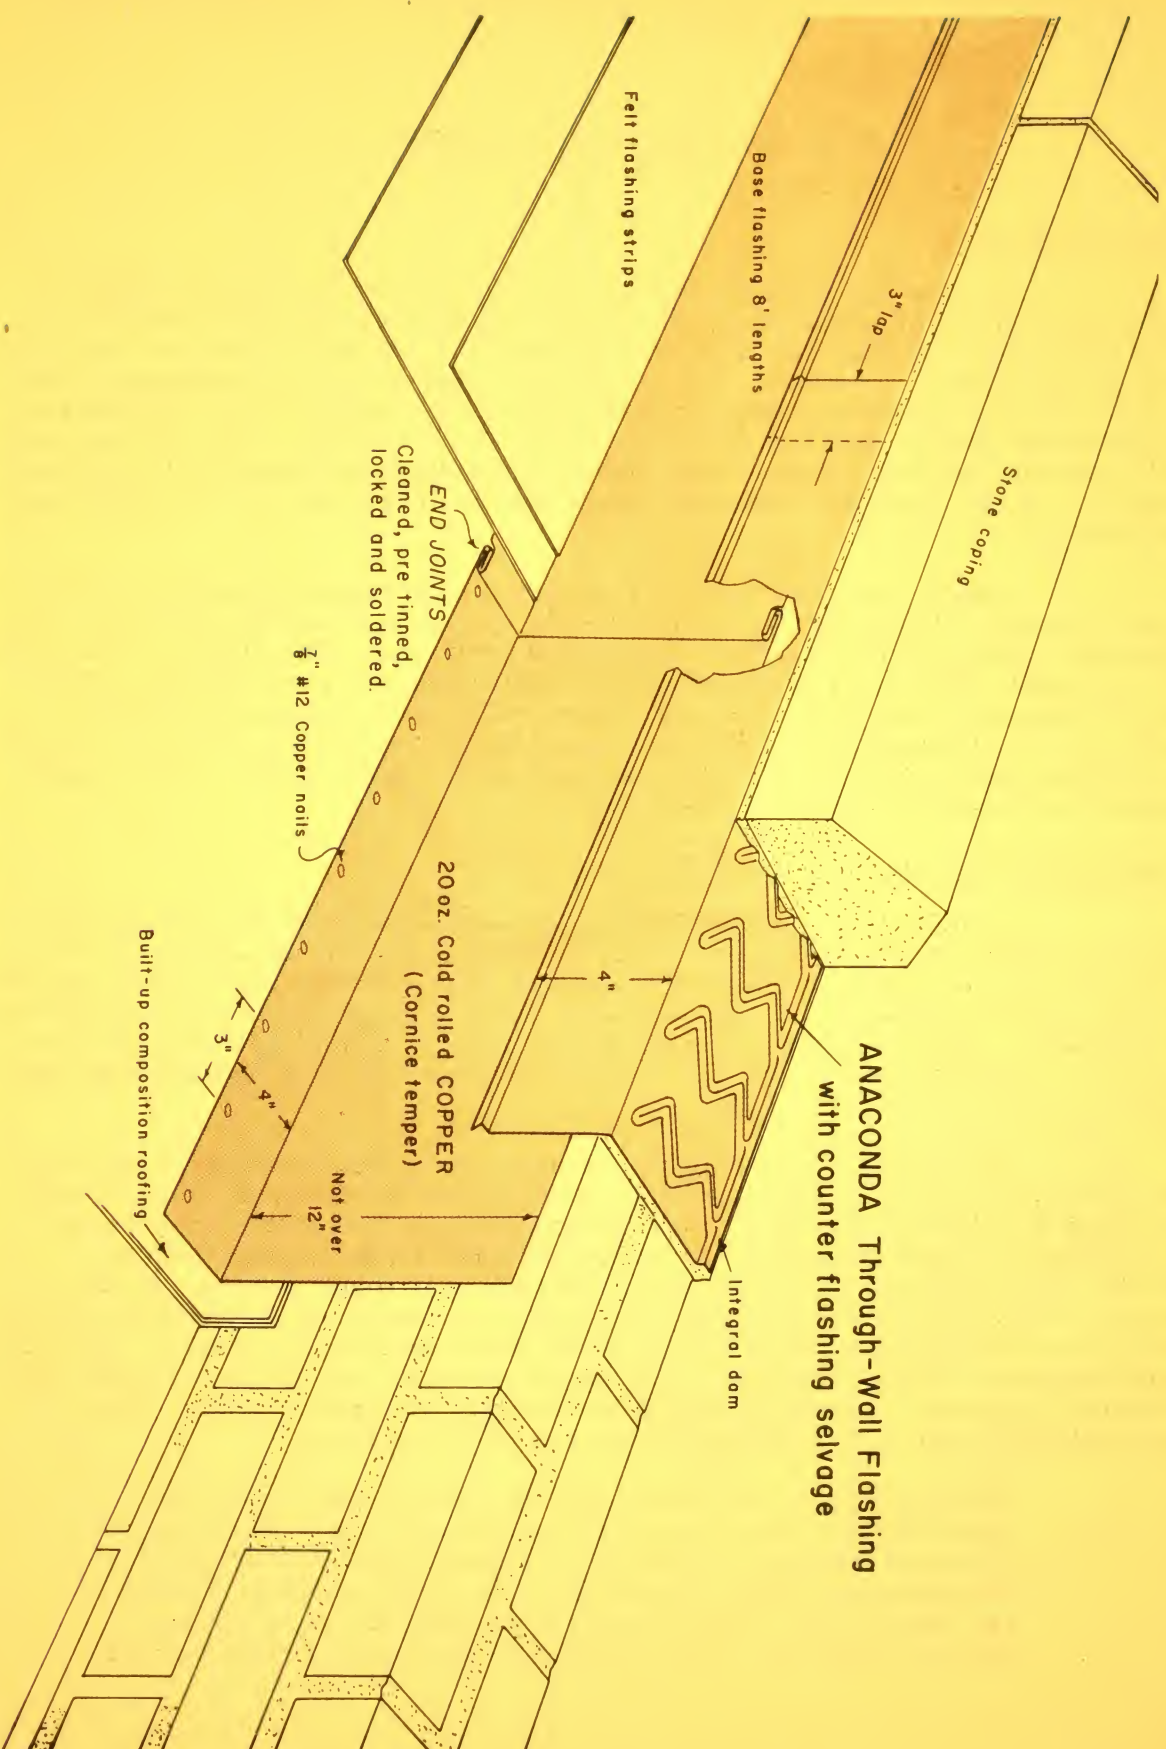 ANACONDA Through-Wall Flashing
with counter flashing selvage
Stone coping
3" lap
Base flashing 8' lengths
Felt flashing strips
Integral dam
4"
END JOINTS
Cleaned, pre tinned,
locked and soldered.
20 oz. Cold rolled COPPER
(Cornice temper)
Not over
12"
7/8" #12 Copper nails
3"
4"
Built-up composition roofing